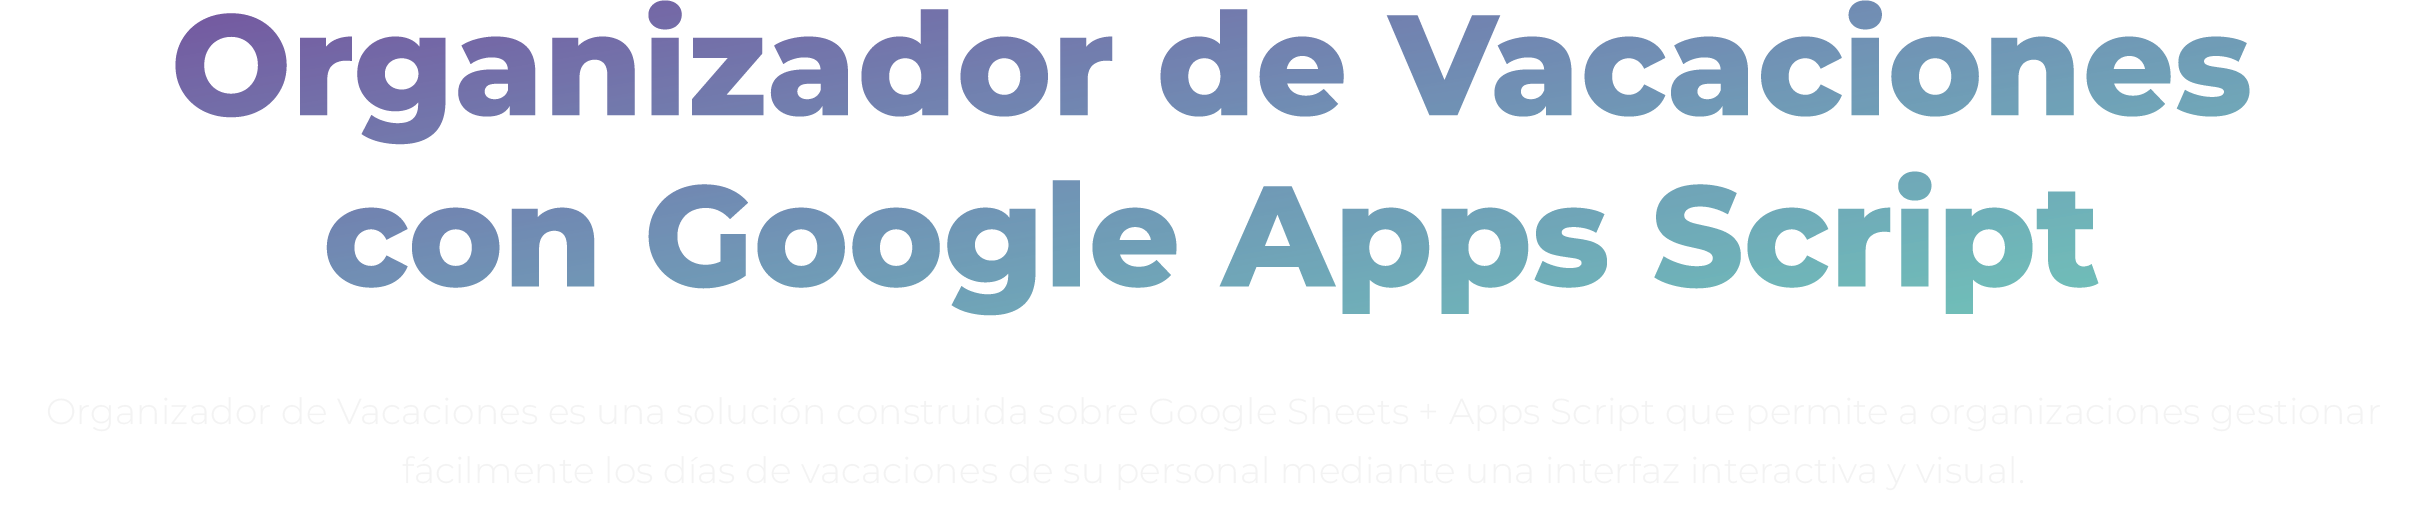 Organizador de Vacaciones
con Google Apps Script
Organizador de Vacaciones es una solución construida sobre Google Sheets + Apps Script que permite a organizaciones gestionar
fácilmente los días de vacaciones de su personal mediante una interfaz interactiva y visual.